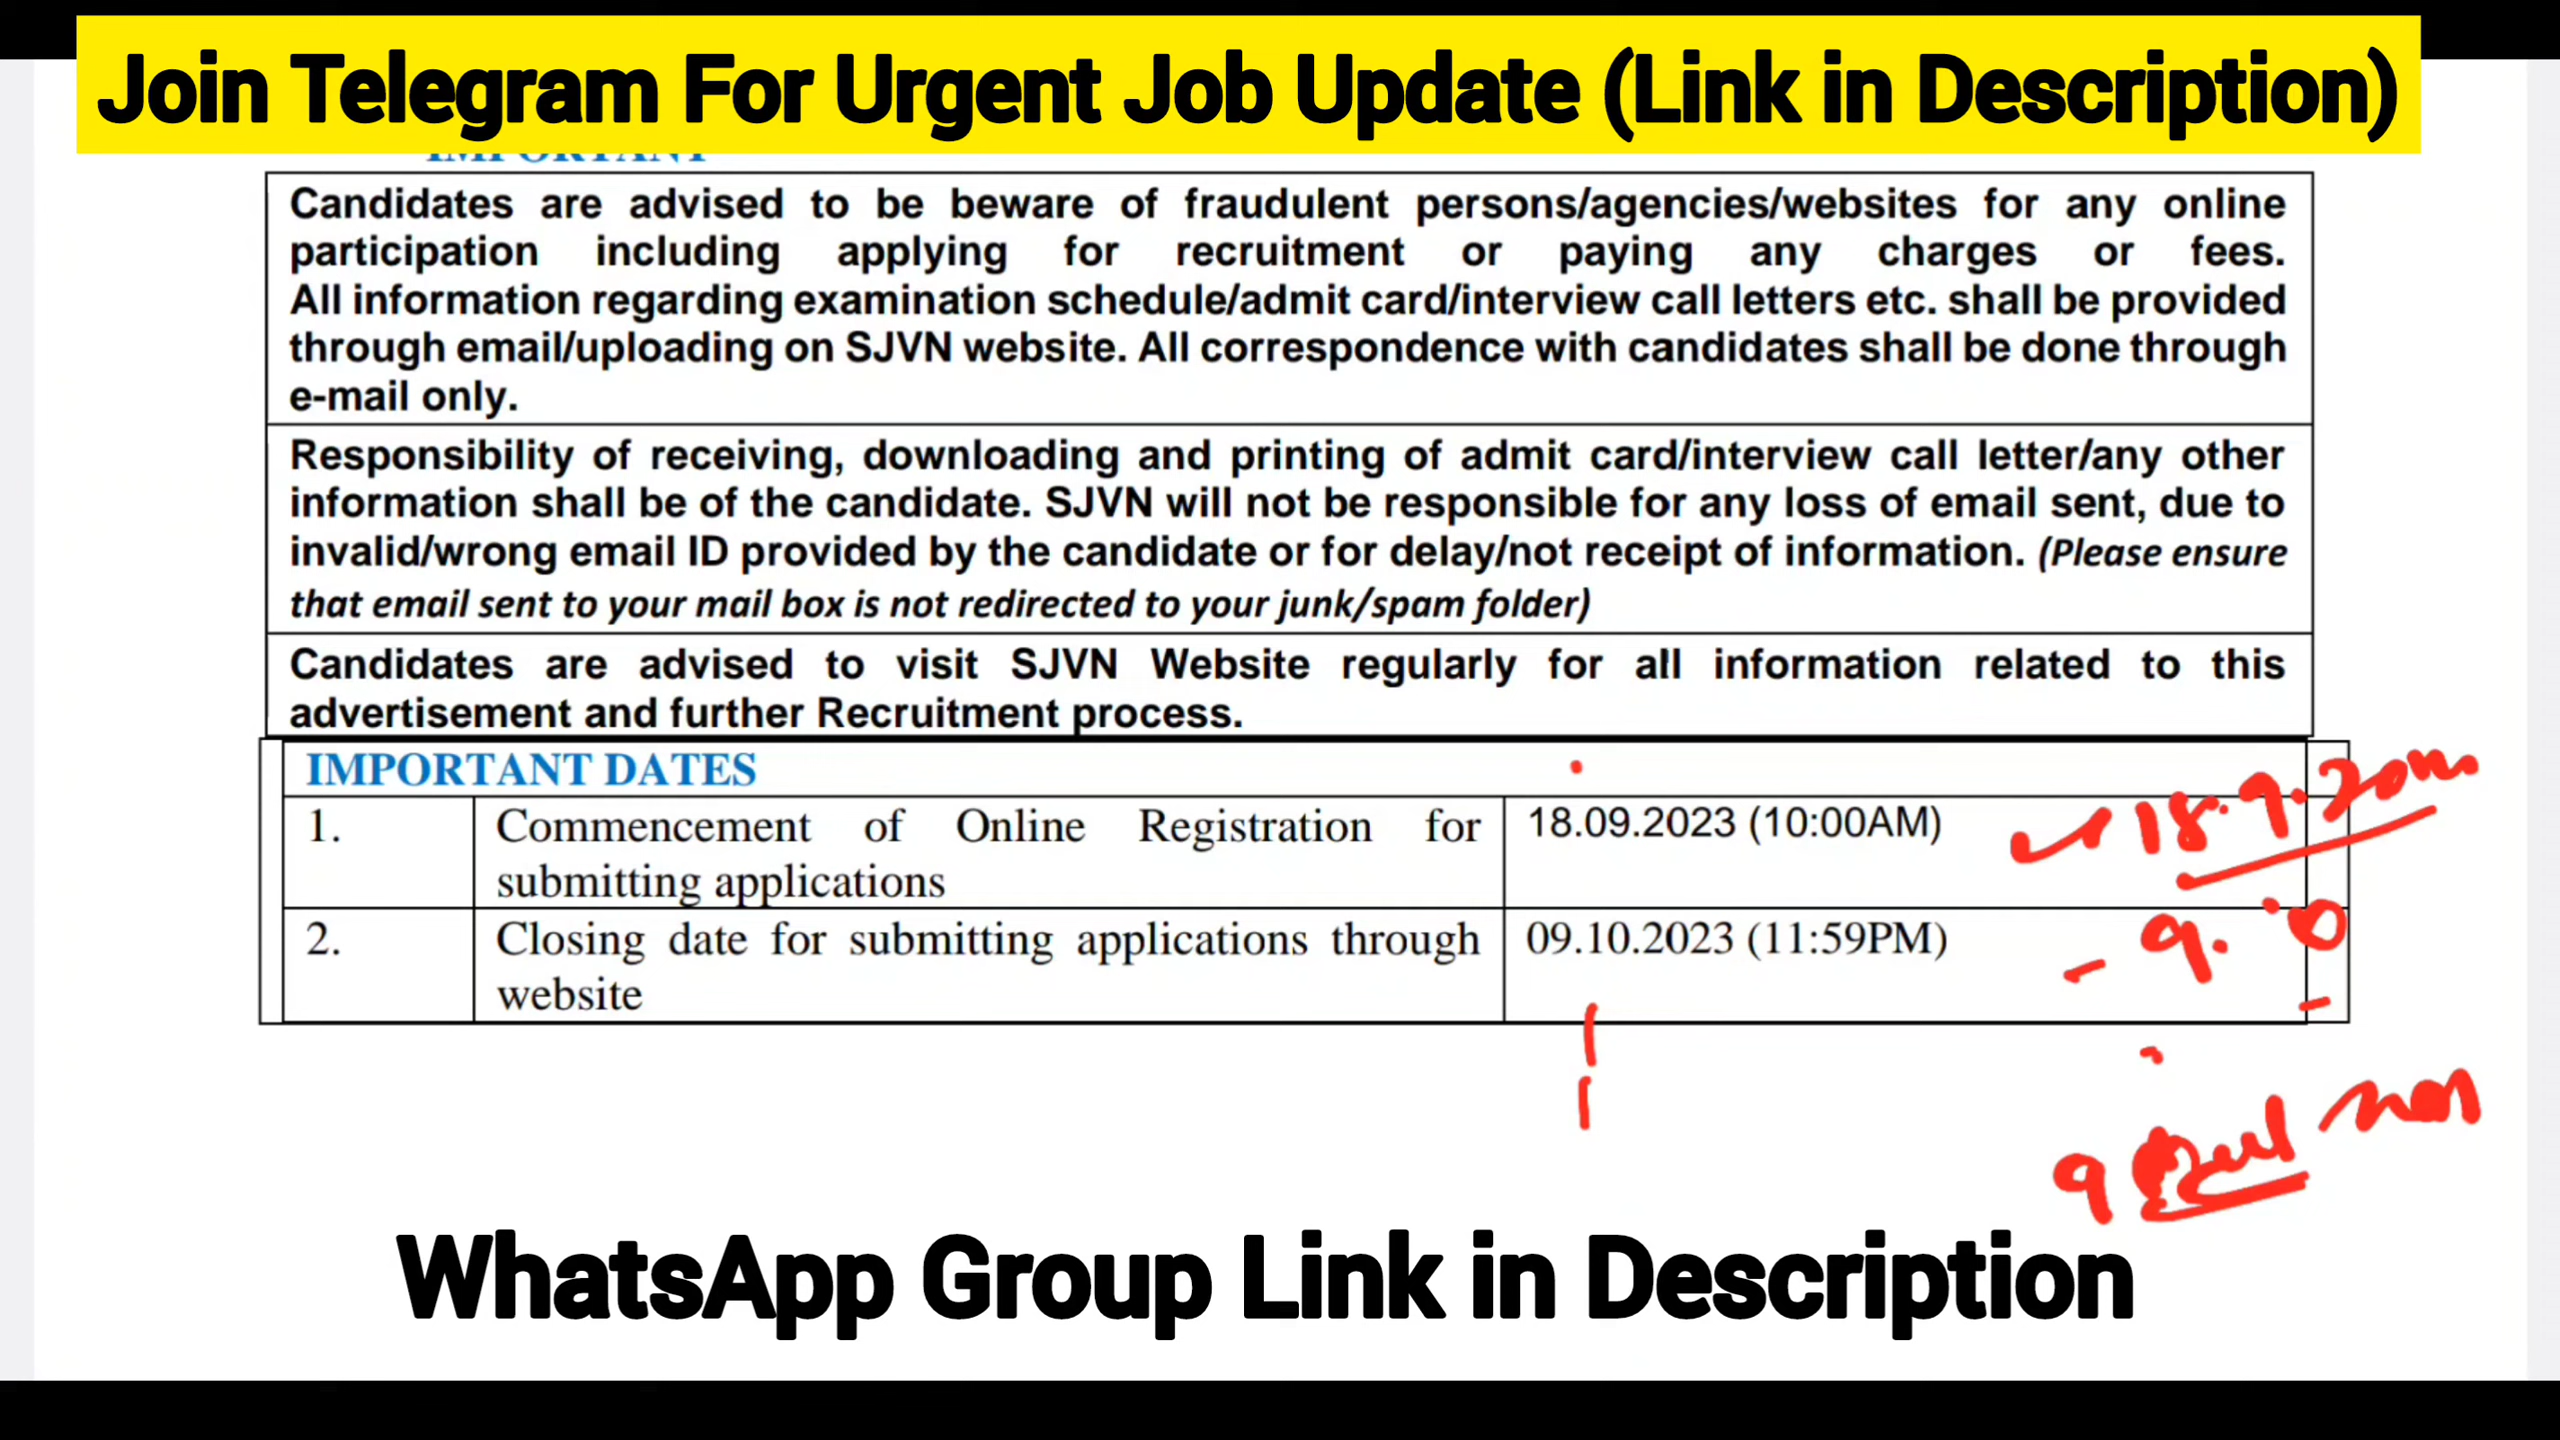 Join Telegram For Urgent Job Update (Link in Description)
IMPORTANT
Candidates are advised to be beware of fraudulent persons/agencies/websites for any online
participation including applying for recruitment or paying any charges or fees.
All information regarding examination schedule/admit card/interview call letters etc. shall be provided
through email/uploading on SJVN website. All correspondence with candidates shall be done through
e-mail only.
Responsibility of receiving, downloading and printing of admit card/interview call letter/any other
information shall be of the candidate. SJVN will not be responsible for any loss of email sent, due to
invalid/wrong email ID provided by the candidate or for delay/not receipt of information. (Please ensure
that email sent to your mail box is not redirected to your junk/spam folder)
Candidates are advised to visit SJVN Website regularly for all information related to this
advertisement and further Recruitment process.
IMPORTANT DATES
1. Commencement of Online Registration for 18.09.2023 (10:00AM) 18.9.
submitting applications
2. Closing date for submitting applications through 09.10.2023 (11:59PM) - 9.
website
9
WhatsApp Group Link in Description